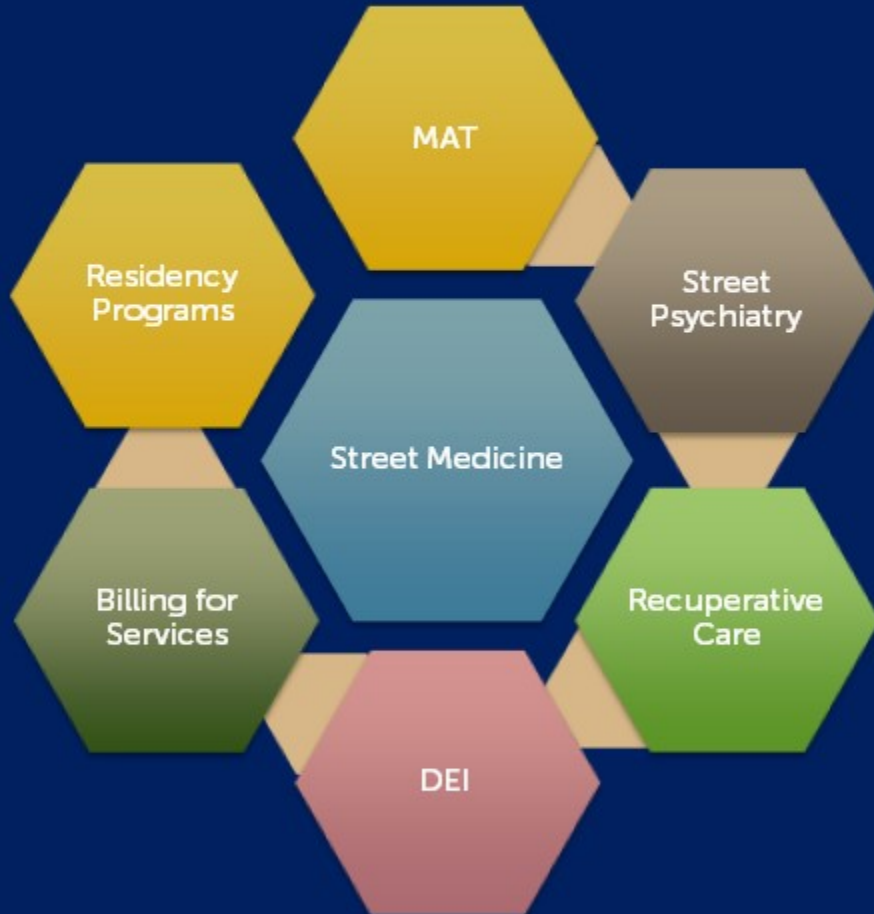 MAT
Residency
Programs
Street
Psychiatry
Street Medicine
Billing for
Services
Recuperative
Care
DEI